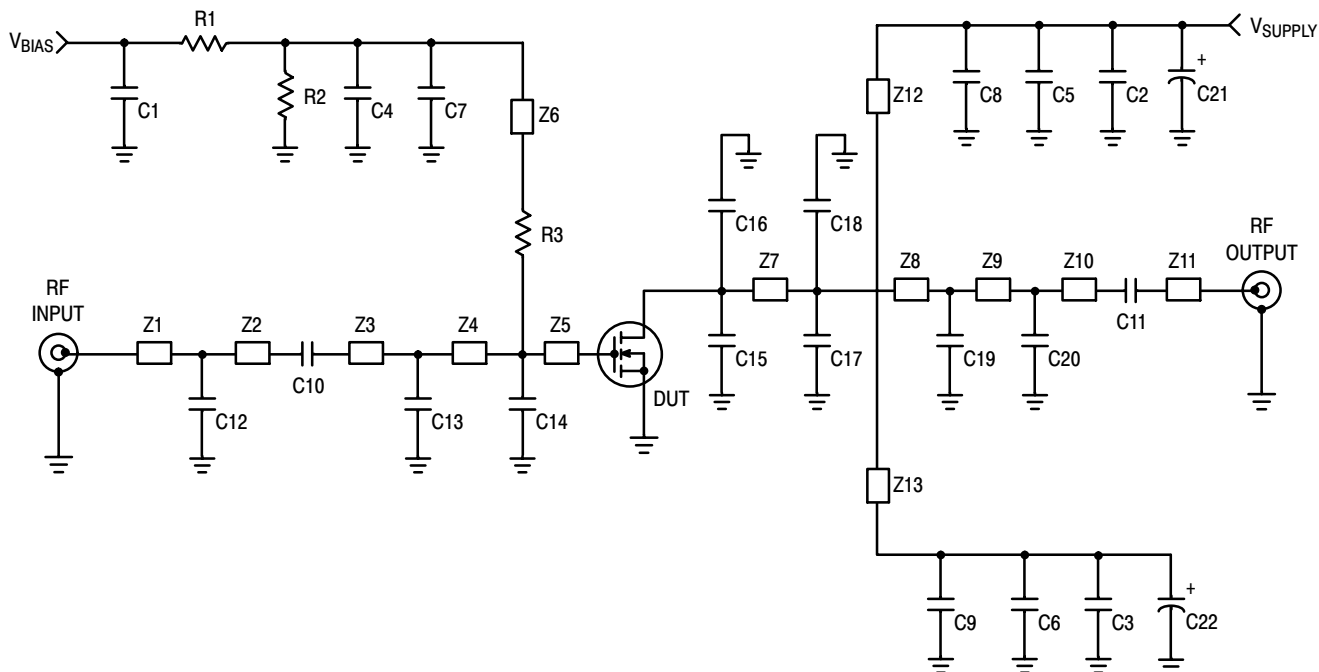 R1
V_BIAS
V_SUPPLY
C1
R2
C4
C7
Z6
Z12
C8
C5
C2
+
C21
C16
C18
R3
Z7
Z8
Z9
Z10
Z11
RF
OUTPUT
C11
RF
INPUT
Z1
Z2
Z3
Z4
Z5
C10
C15
C17
C19
C20
DUT
C12
C13
C14
Z13
+
C9
C6
C3
C22